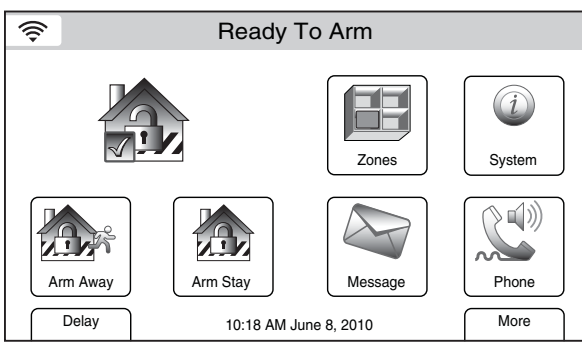 Ready To Arm
Zones
System
Arm Away
Arm Stay
Message
Phone
Delay
10:18 AM June 8, 2010
More